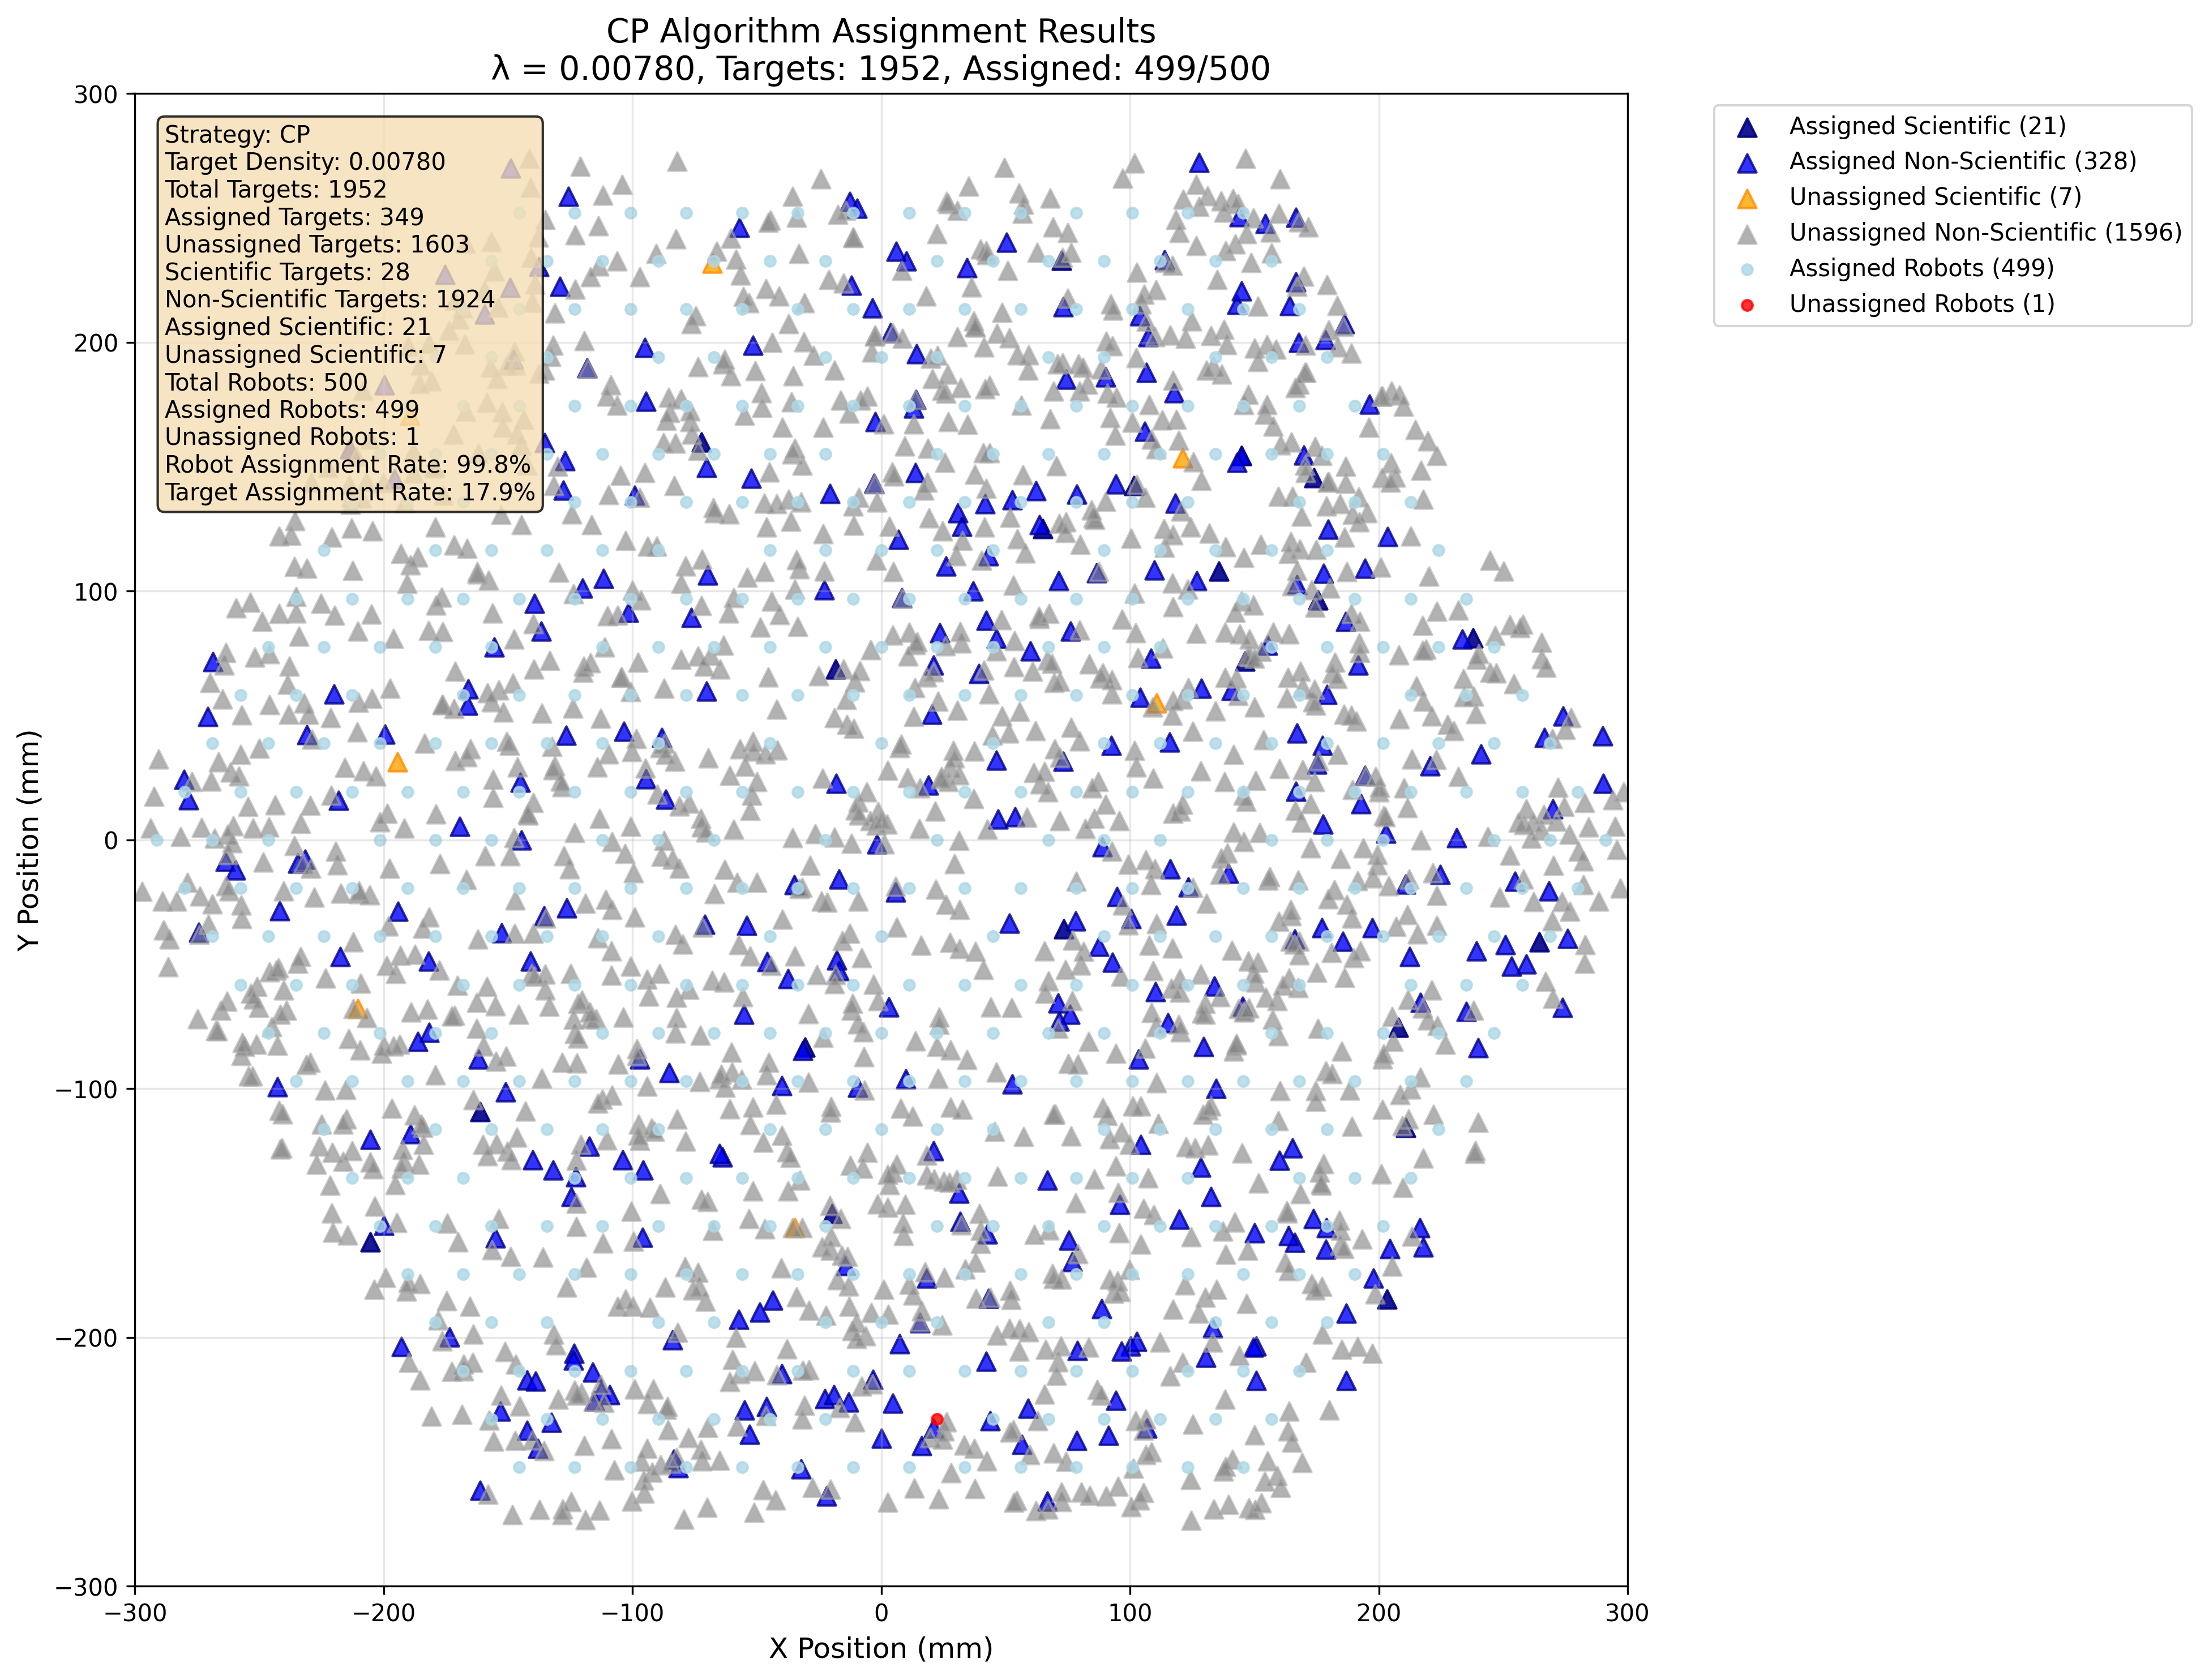 CP Algorithm Assignment Results
λ = 0.00780, Targets: 1952, Assigned: 499/500
Strategy: CP
Target Density: 0.00780
Total Targets: 1952
Assigned Targets: 349
Unassigned Targets: 1603
Scientific Targets: 28
Non-Scientific Targets: 1924
Assigned Scientific: 21
Unassigned Scientific: 7
Total Robots: 500
Assigned Robots: 499
Unassigned Robots: 1
Robot Assignment Rate: 99.8%
Target Assignment Rate: 17.9%
Assigned Scientific (21)
Assigned Non-Scientific (328)
Unassigned Scientific (7)
Unassigned Non-Scientific (1596)
Assigned Robots (499)
Unassigned Robots (1)
Y Position (mm)
300
200
100
0
−100
−200
−300
−300
−200
−100
0
100
200
300
X Position (mm)